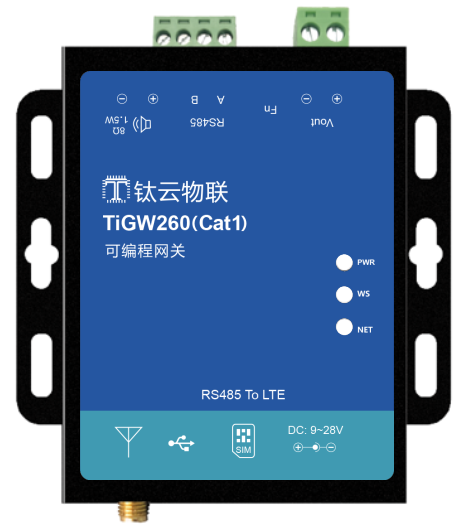 ⊖ ⊕ B A ⊖ ⊕
8Ω 1.5W RS485 Fn Vout
钛云物联
TiGW260(Cat1)
可编程网关
PWR
WS
NET
RS485 To LTE
DC: 9~28V
SIM